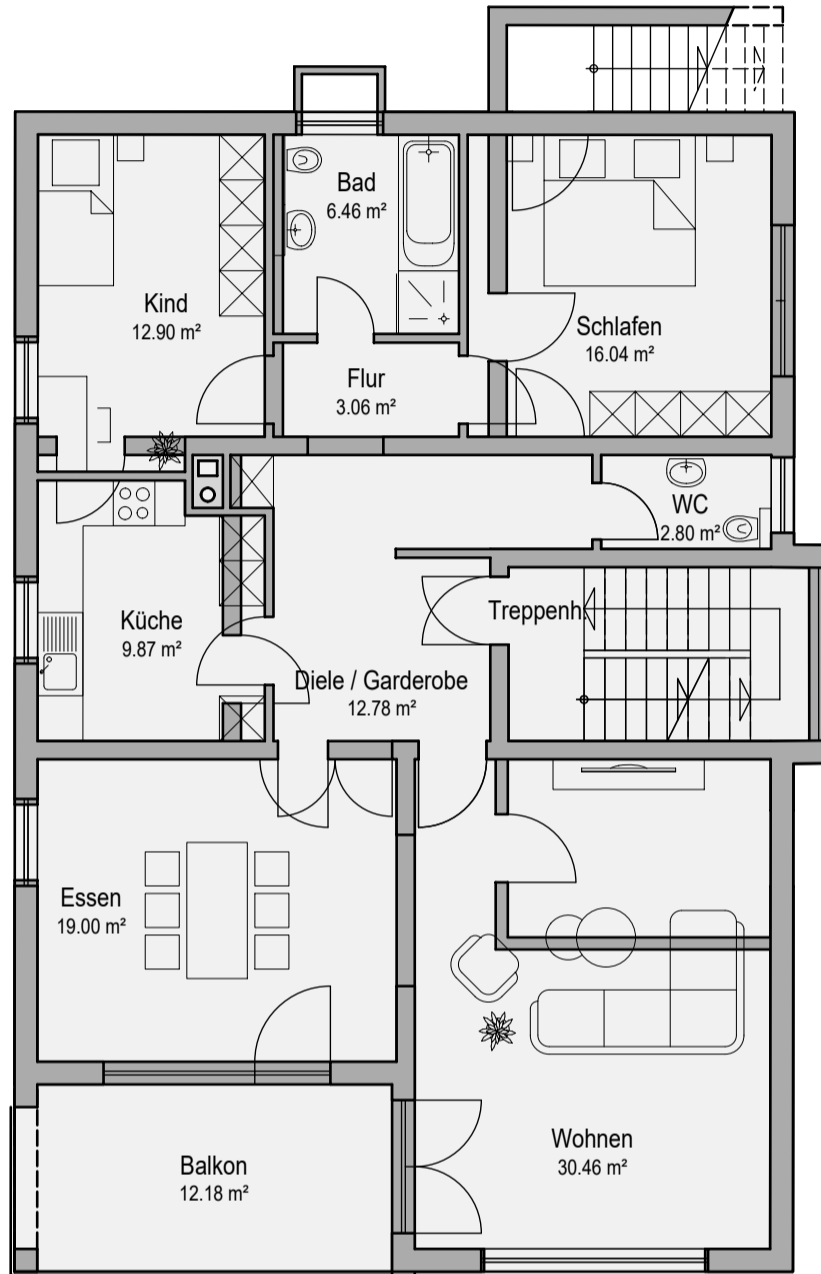 Bad
6.46 m²
Kind
12.90 m²
Schlafen
16.04 m²
Flur
3.06 m²
WC
2.80 m²
Küche
9.87 m²
Treppenh.
Diele / Garderobe
12.78 m²
Essen
19.00 m²
Wohnen
30.46 m²
Balkon
12.18 m²